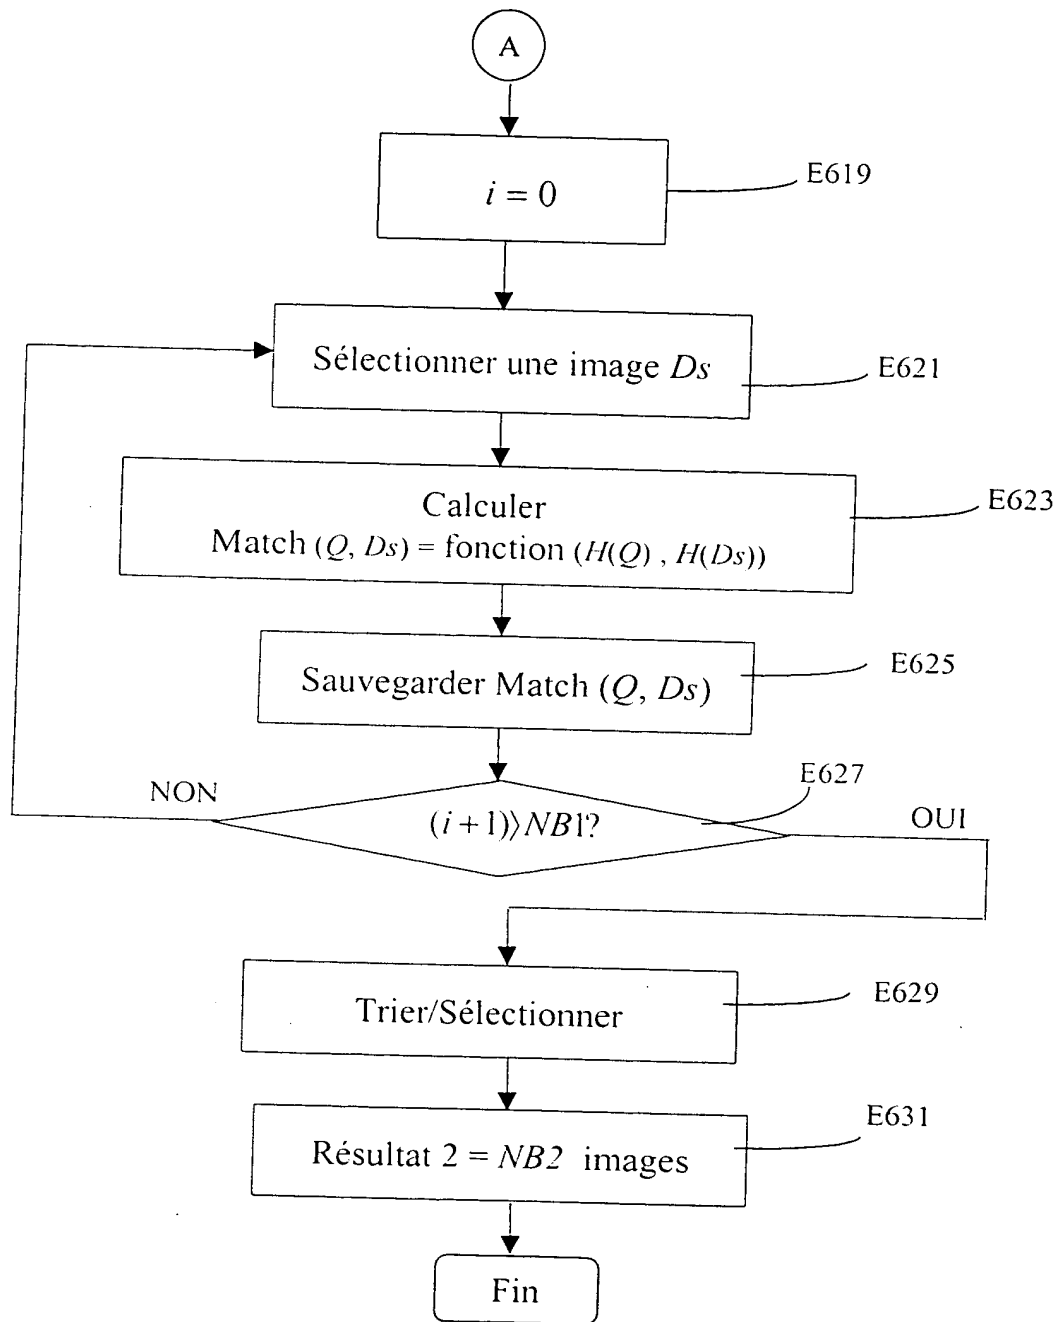 A
i = 0
E619
Sélectionner une image Ds
E621
Calculer
Match (Q, Ds) = fonction (H(Q) , H(Ds))
E623
Sauvegarder Match (Q, Ds)
E625
E627
NON
(i + 1)⟩NB1?
OUI
Trier/Sélectionner
E629
Résultat 2 = NB2 images
E631
Fin